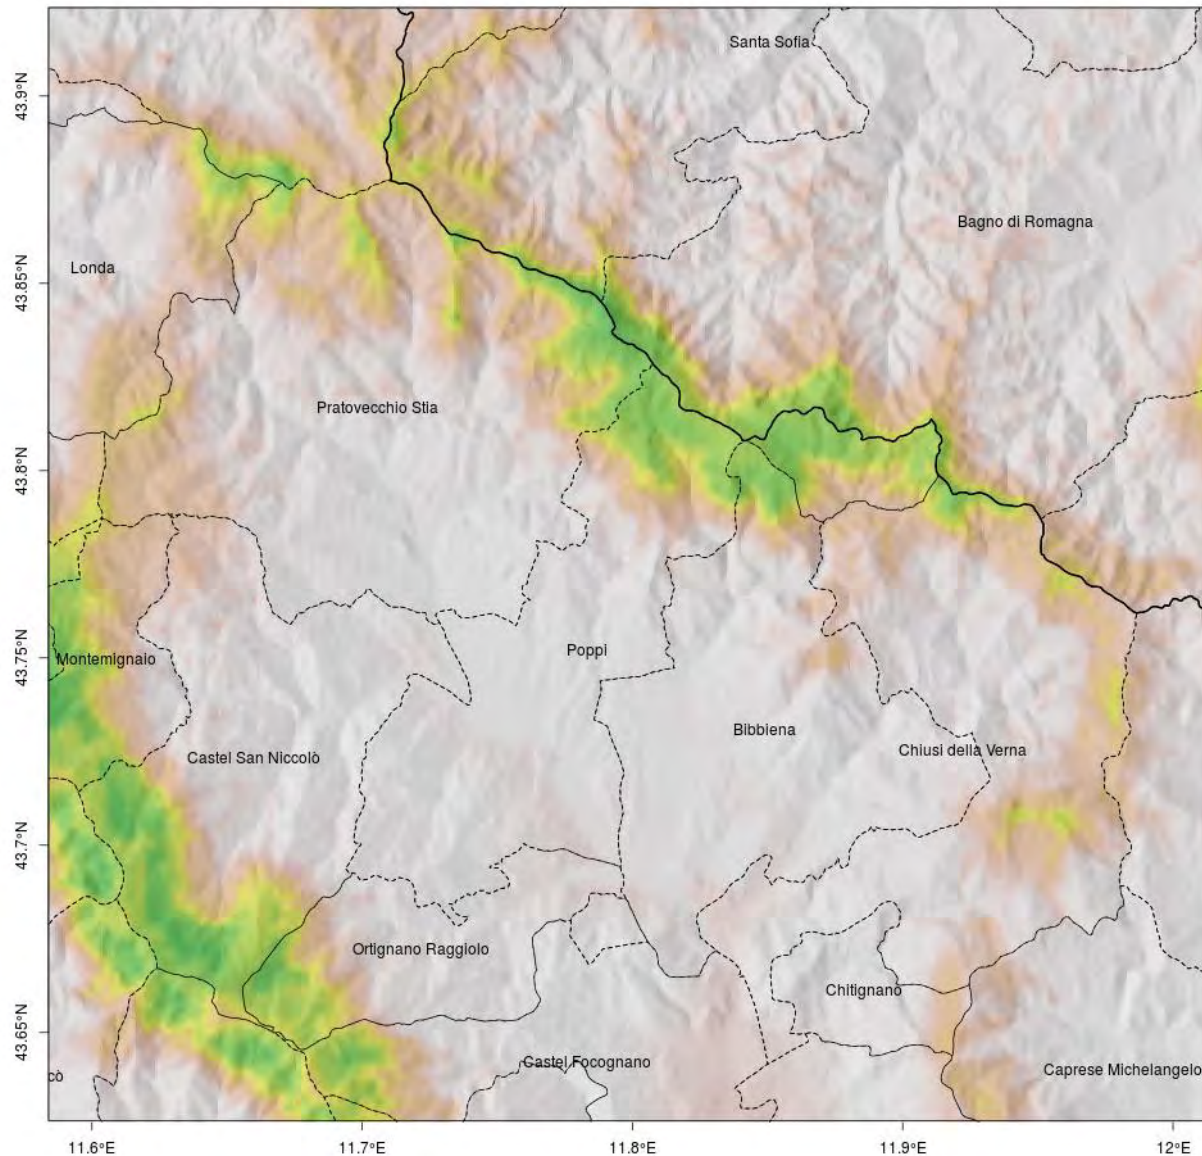 Santa Sofia
43.9°N
Bagno di Romagna
Londa
43.85°N
Pratovecchio Stia
43.8°N
Poppi
43.75°N
Montemignaio
Bibbiena
Chiusi della Verna
Castel San Niccolò
43.7°N
Ortignano Raggiolo
Chitignano
43.65°N
Castel Focognano
Caprese Michelangelo
cò
11.6°E 11.7°E 11.8°E 11.9°E 12°E